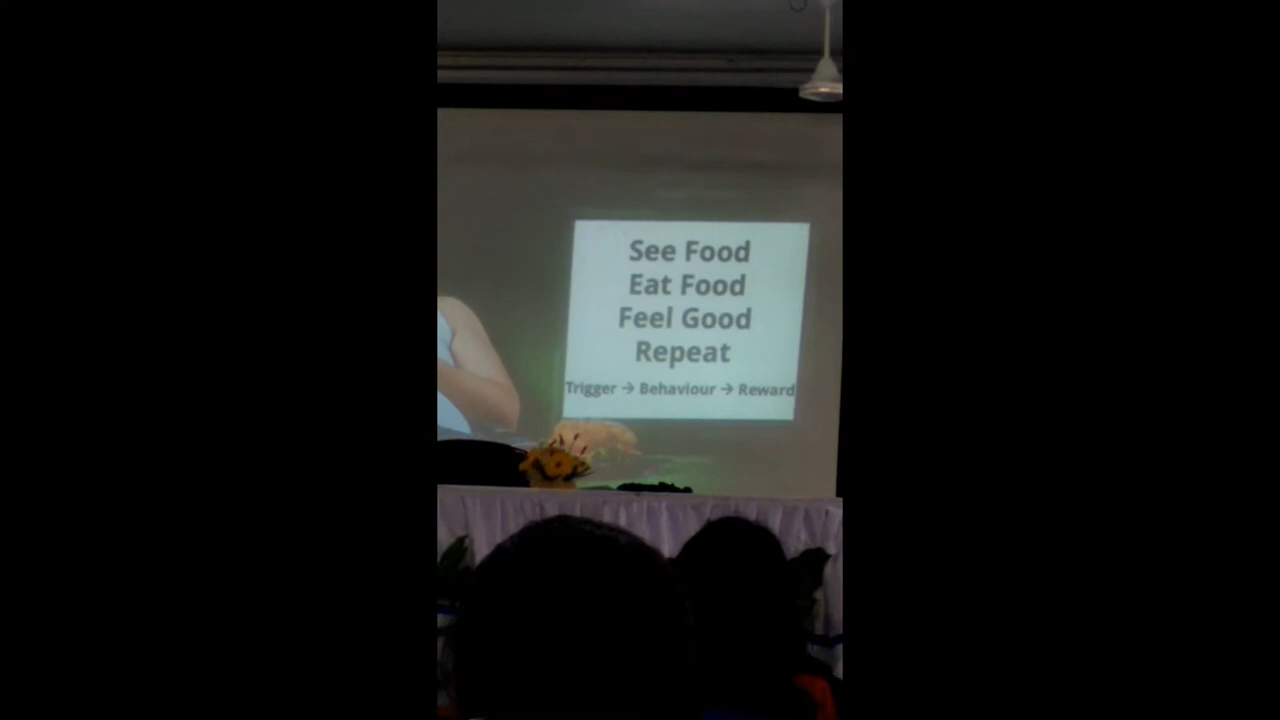 See Food
Eat Food
Feel Good
Repeat
Trigger → Behaviour → Reward